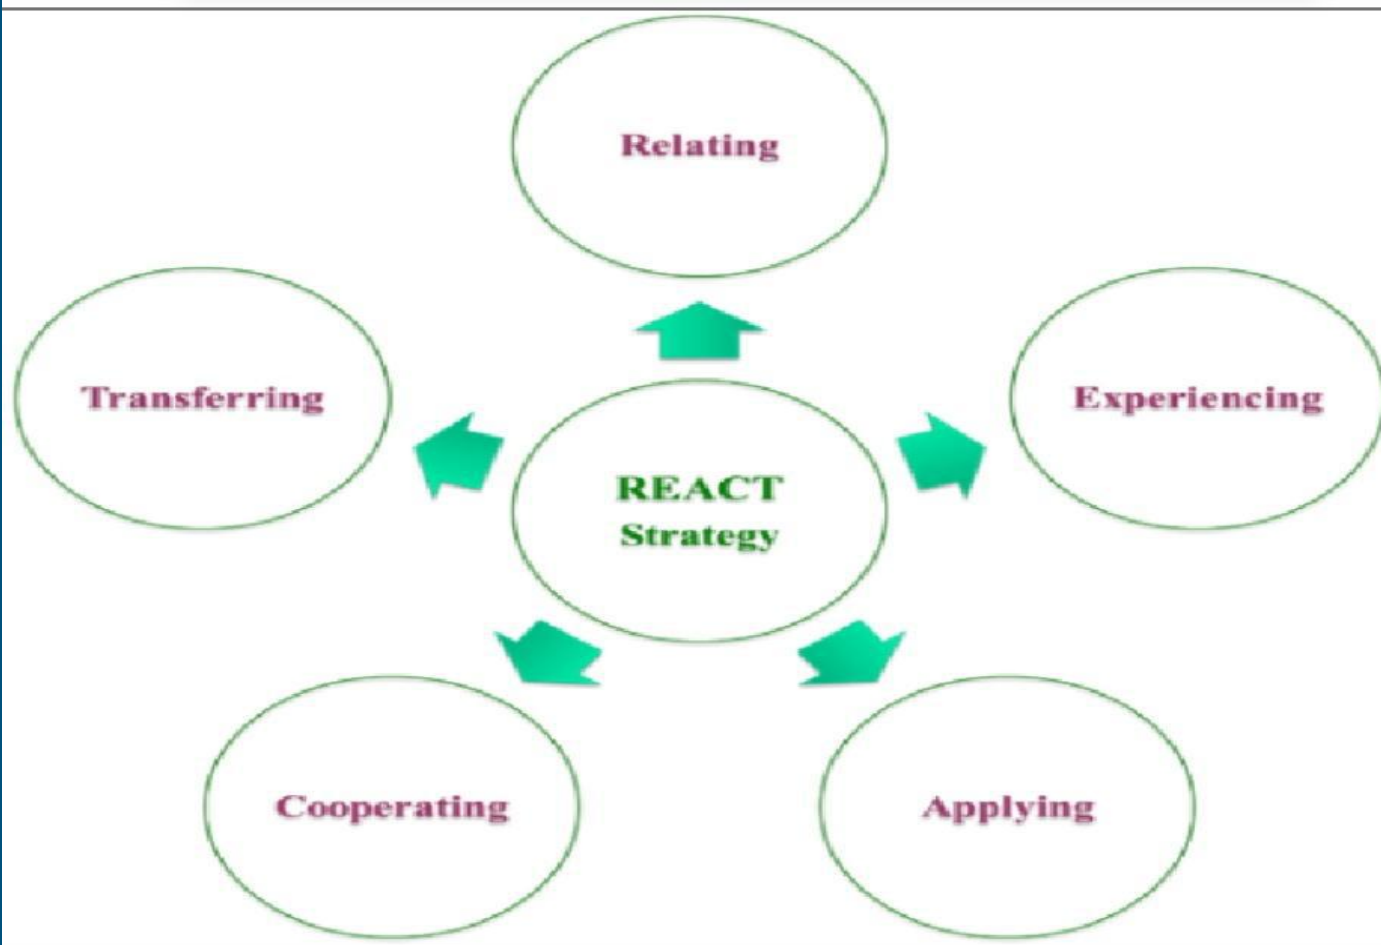 Relating
Transferring
Experiencing
REACT
Strategy
Cooperating
Applying